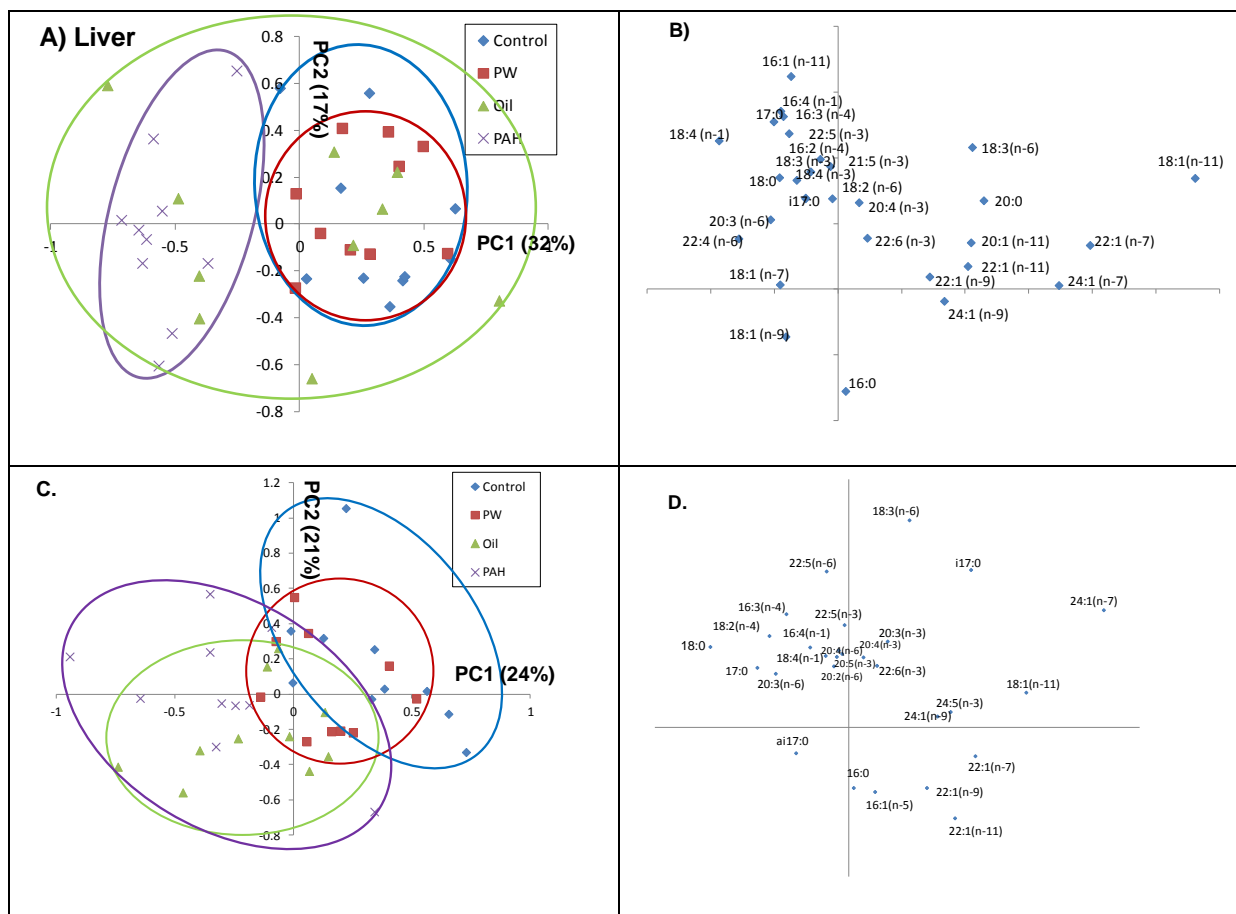 A) Liver
PC2 (17%)
PC1 (32%)
Control
PW
Oil
PAH
0.8
0.6
0.4
0.2
0
-0.2
-0.4
-0.6
-0.8
-1
-0.5
0
0.5
1
B)
16:1 (n-11)
16:4 (n-1)
17:0
16:3 (n-4)
18:4 (n-1)
22:5 (n-3)
16:2 (n-4)
18:3 (n-3)
21:5 (n-3)
18:3(n-6)
18:1(n-11)
18:0
18:4 (n-3)
i17:0
18:2 (n-6)
20:4 (n-3)
20:0
20:3 (n-6)
22:4 (n-6)
22:6 (n-3)
20:1 (n-11)
22:1 (n-7)
18:1 (n-7)
22:1 (n-11)
22:1 (n-9)
24:1 (n-7)
24:1 (n-9)
18:1 (n-9)
16:0
C.
PC2 (21%)
PC1 (24%)
Control
PW
Oil
PAH
1.2
1
0.8
0.6
0.4
0.2
0
-0.2
-0.4
-0.6
-0.8
-1
-0.5
0
0.5
1
D.
18:3(n-6)
22:5(n-6)
i17:0
16:3(n-4)
24:1(n-7)
18:2(n-4)
22:5(n-3)
18:0
16:4(n-1)
20:3(n-3)
20:4(n-6)
20:4(n-3)
18:4(n-1)
17:0
20:5(n-3)
22:6(n-3)
20:3(n-6)
20:2(n-6)
18:1(n-11)
24:5(n-3)
24:1(n-9)
ai17:0
22:1(n-7)
16:0
22:1(n-9)
16:1(n-5)
22:1(n-11)